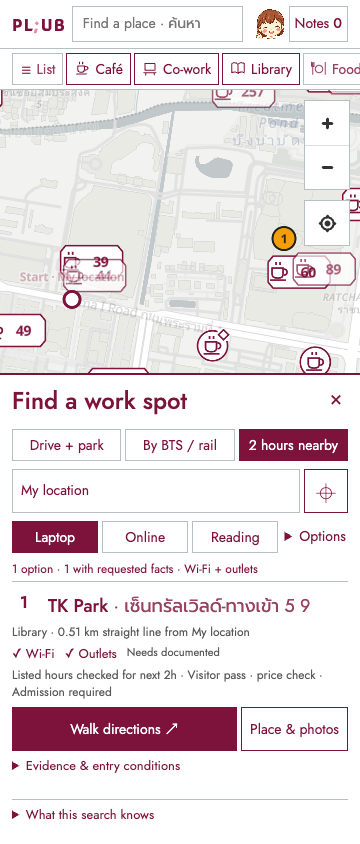 PL;UB
Find a place · ค้นหา
Notes 0
≡ List
Café
Co-work
Library
Food
257
1
39
44
Start · My location
60
89
49
RATCHA
Find a work spot
×
Drive + park
By BTS / rail
2 hours nearby
My location
Laptop
Online
Reading
▶ Options
1 option · 1 with requested facts · Wi-Fi + outlets
1 TK Park · เซ็นทรัลเวิลด์-ทางเข้า 5 9
Library · 0.51 km straight line from My location
✓ Wi-Fi ✓ Outlets Needs documented
Listed hours checked for next 2h · Visitor pass · price check ·
Admission required
Walk directions ↗
Place & photos
▶ Evidence & entry conditions
▶ What this search knows